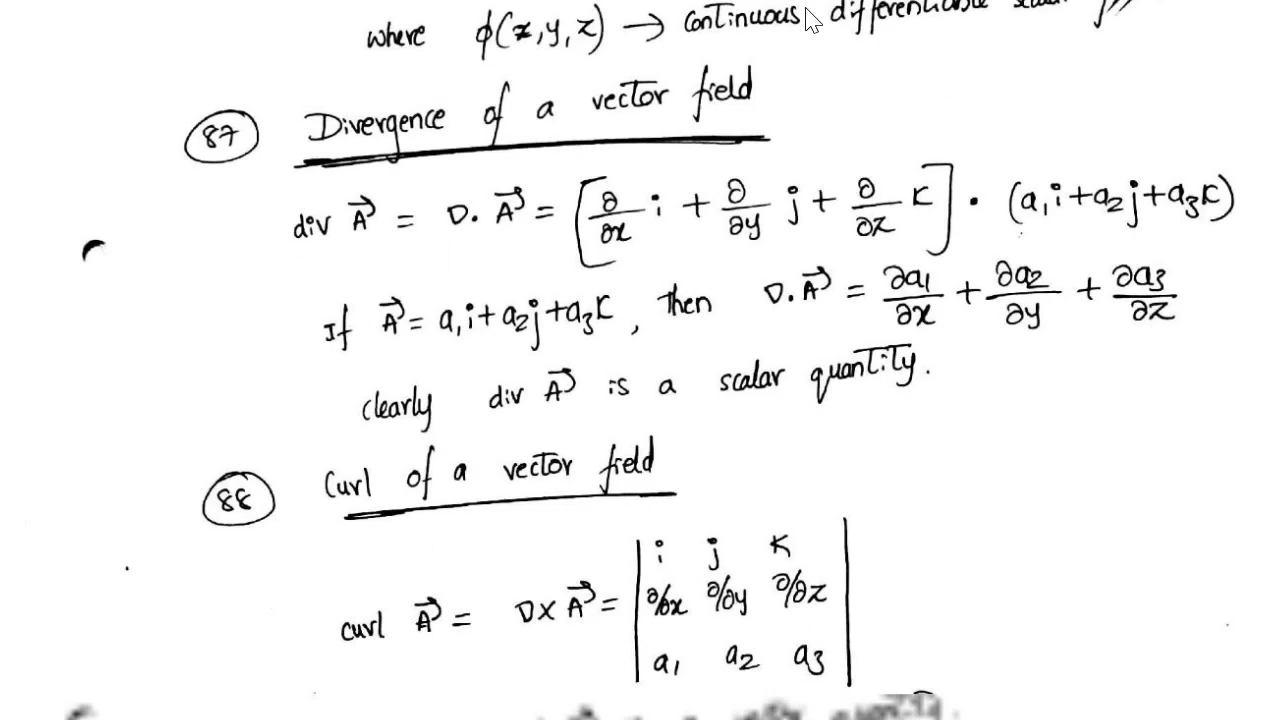 where ϕ(x,y,z) → continuous differentiable
87 Divergence of a vector field
div A⃗ = ∇. A⃗ = [∂/∂x i + ∂/∂y j + ∂/∂z k] · (a₁i+a₂j+a₃k)
If A⃗ = a₁i+a₂j+a₃k, then ∇.A⃗ = ∂a₁/∂x + ∂a₂/∂y + ∂a₃/∂z
clearly div A⃗ is a scalar quantity.
88 Curl of a vector field
i j k
curl A⃗ = ∇×A⃗ = | ∂/∂x ∂/∂y ∂/∂z |
a₁ a₂ a₃